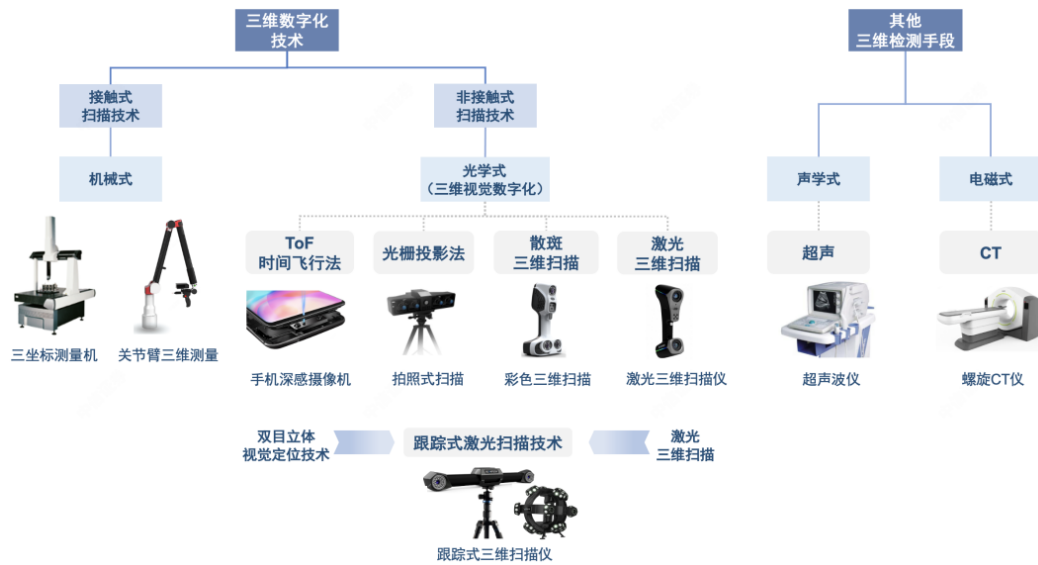 三维数字化
技术
其他
三维检测手段
接触式
扫描技术
非接触式
扫描技术
机械式
光学式
（三维视觉数字化）
声学式
电磁式
ToF
时间飞行法
光栅投影法
散斑
三维扫描
激光
三维扫描
超声
CT
三坐标测量机
关节臂三维测量
手机深感摄像机
拍照式扫描
彩色三维扫描
激光三维扫描仪
超声波仪
螺旋CT仪
双目立体
视觉定位技术
跟踪式激光扫描技术
激光
三维扫描
跟踪式三维扫描仪